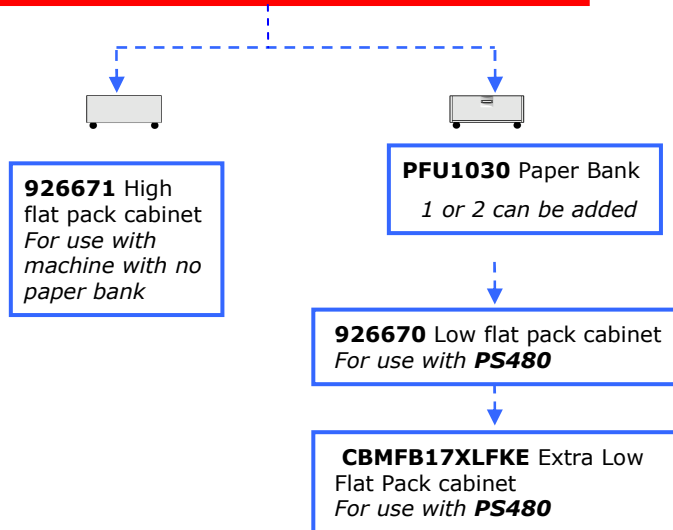 926671 High
flat pack cabinet
For use with
machine with no
paper bank
PFU1030 Paper Bank
1 or 2 can be added
926670 Low flat pack cabinet
For use with PS480
CBMFB17XLFKE Extra Low
Flat Pack cabinet
For use with PS480